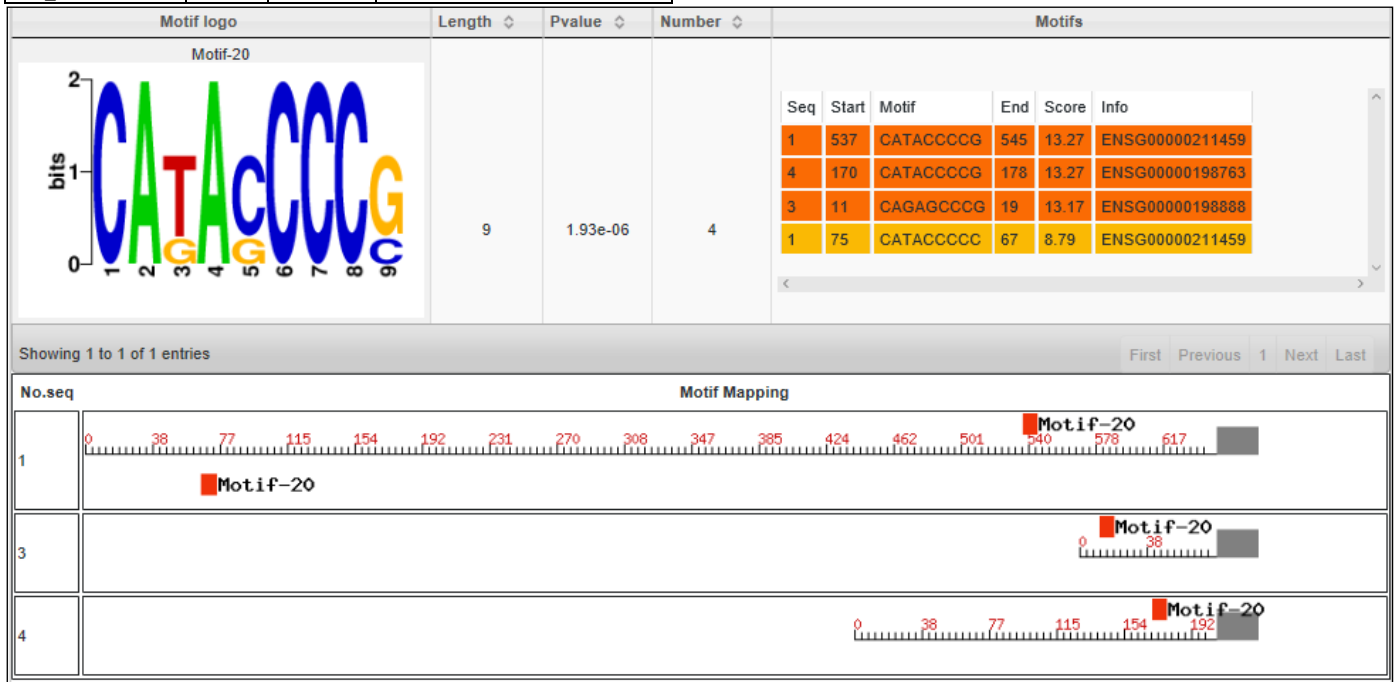 Motif logo Length Pvalue Number Motifs
Motif-20
2
1
0
bits
CATACCCCG
G G C
1 2 3 4 5 6 7 8 9
9 1.93e-06 4
Seq Start Motif End Score Info
1 537 CATACCCCG 545 13.27 ENSG00000211459
4 170 CATACCCCG 178 13.27 ENSG00000198763
3 11 CAGAGCCCG 19 13.17 ENSG00000198888
1 75 CATACCCCC 67 8.79 ENSG00000211459
Showing 1 to 1 of 1 entries First Previous 1 Next Last
No.seq Motif Mapping
1
Motif-20
0 38 77 115 154 192 231 270 308 347 385 424 462 501 540 578 617
Motif-20
3
Motif-20
0 38
4
Motif-20
0 38 77 115 154 192